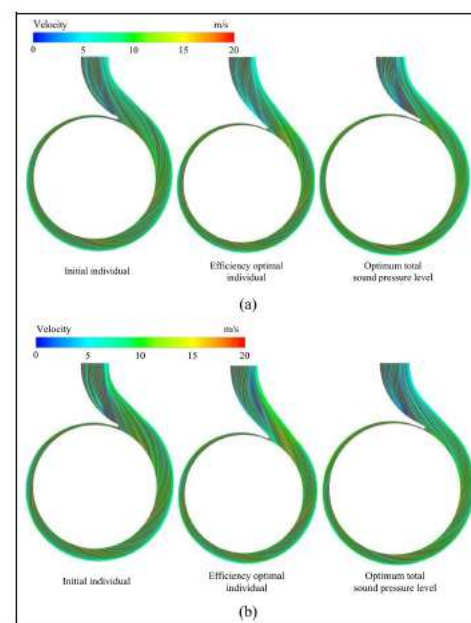 Velocity m/s
0 5 10 15 20
Initial individual
Efficiency optimal
individual
Optimum total
sound pressure level
(a)
Velocity m/s
0 5 10 15 20
Initial individual
Efficiency optimal
individual
Optimum total
sound pressure level
(b)